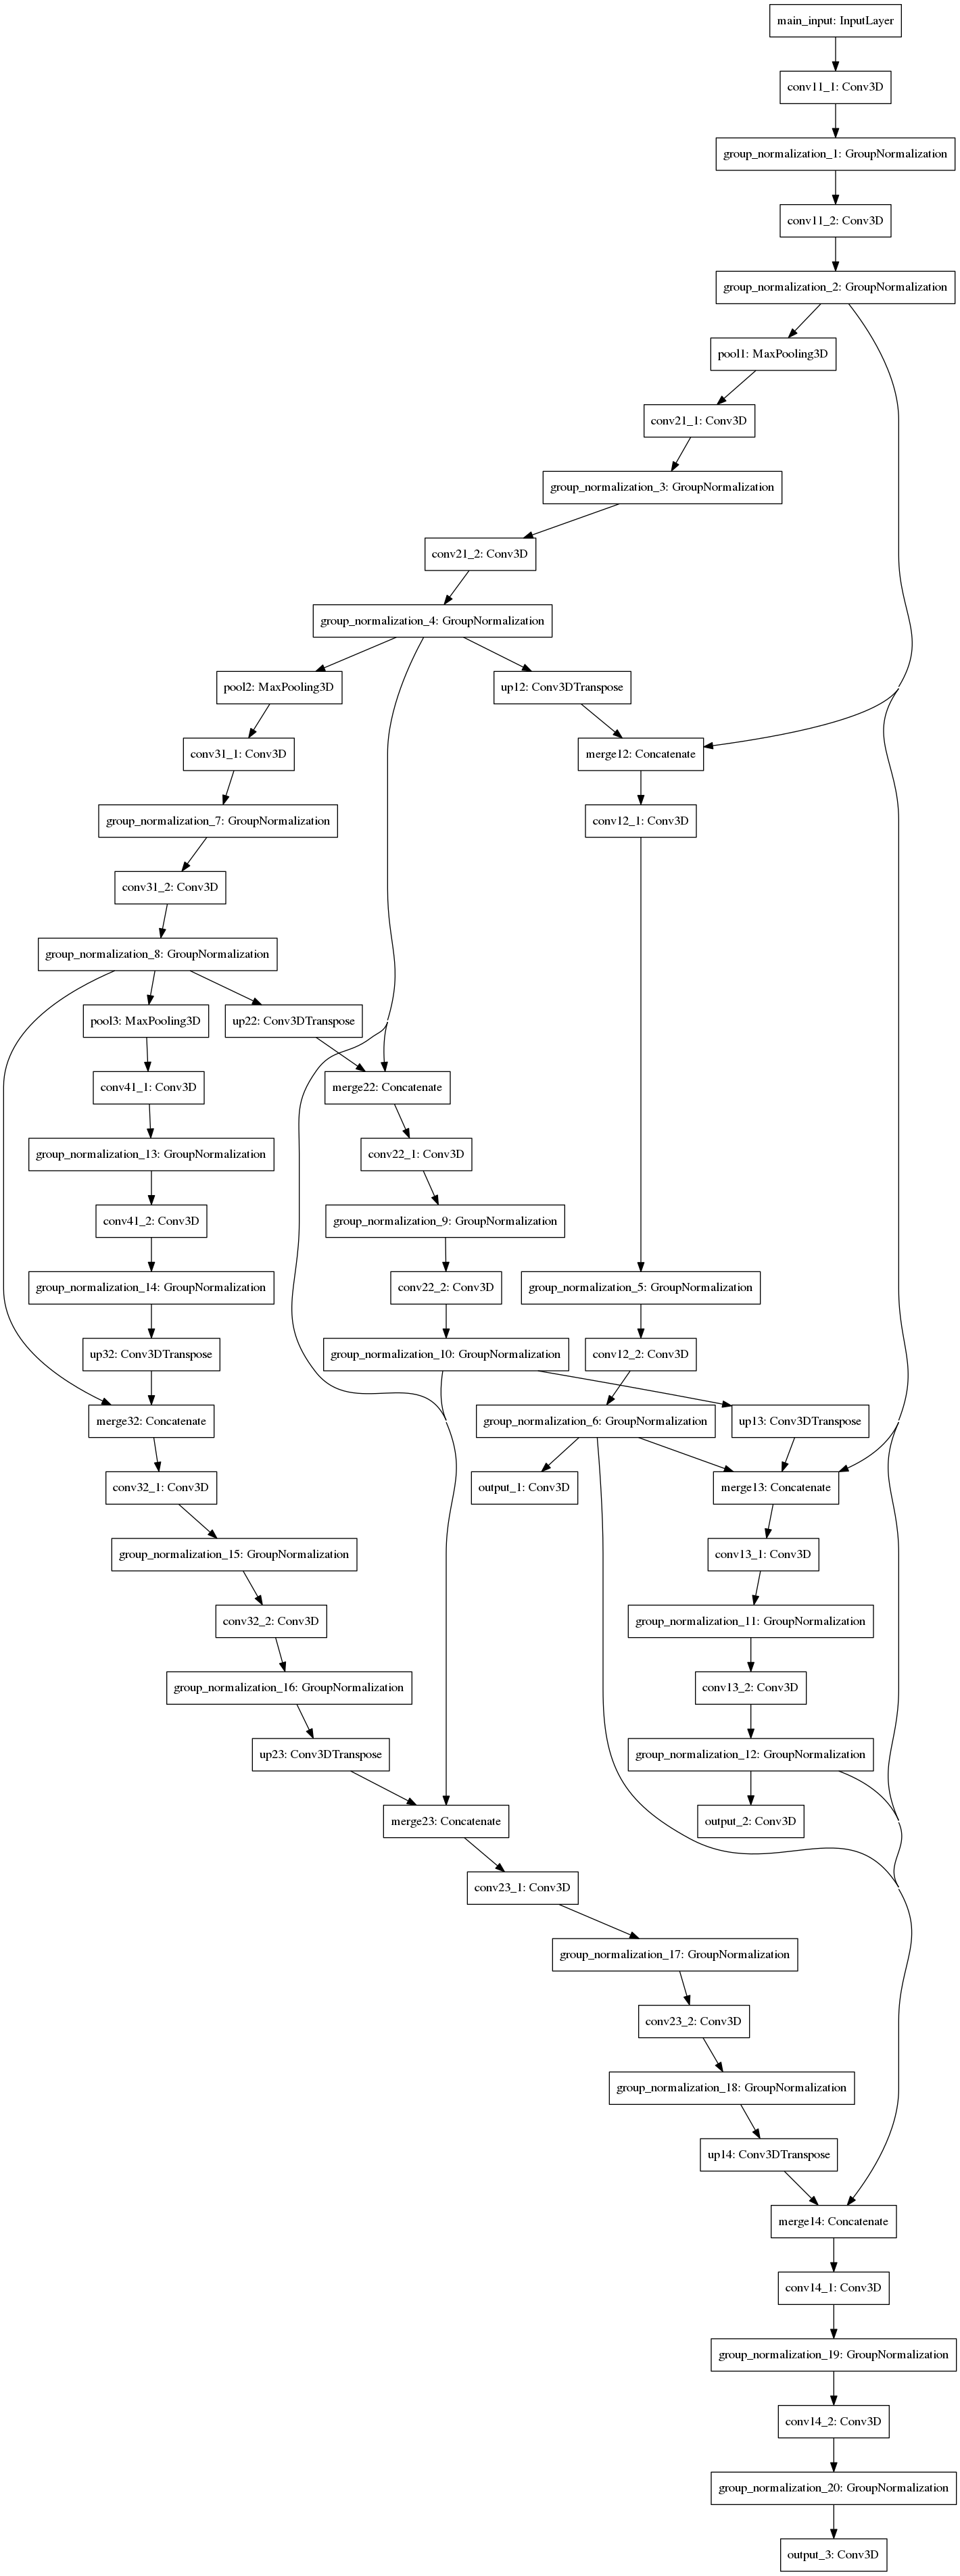 main_input: InputLayer
conv11_1: Conv3D
group_normalization_1: GroupNormalization
conv11_2: Conv3D
group_normalization_2: GroupNormalization
pool1: MaxPooling3D
conv21_1: Conv3D
group_normalization_3: GroupNormalization
conv21_2: Conv3D
group_normalization_4: GroupNormalization
pool2: MaxPooling3D
up12: Conv3DTranspose
conv31_1: Conv3D
merge12: Concatenate
group_normalization_7: GroupNormalization
conv12_1: Conv3D
conv31_2: Conv3D
group_normalization_8: GroupNormalization
pool3: MaxPooling3D
up22: Conv3DTranspose
conv41_1: Conv3D
merge22: Concatenate
group_normalization_13: GroupNormalization
conv22_1: Conv3D
conv41_2: Conv3D
group_normalization_9: GroupNormalization
group_normalization_14: GroupNormalization
conv22_2: Conv3D
group_normalization_5: GroupNormalization
up32: Conv3DTranspose
group_normalization_10: GroupNormalization
conv12_2: Conv3D
merge32: Concatenate
group_normalization_6: GroupNormalization
up13: Conv3DTranspose
conv32_1: Conv3D
output_1: Conv3D
merge13: Concatenate
group_normalization_15: GroupNormalization
conv13_1: Conv3D
conv32_2: Conv3D
group_normalization_11: GroupNormalization
group_normalization_16: GroupNormalization
conv13_2: Conv3D
up23: Conv3DTranspose
group_normalization_12: GroupNormalization
merge23: Concatenate
output_2: Conv3D
conv23_1: Conv3D
group_normalization_17: GroupNormalization
conv23_2: Conv3D
group_normalization_18: GroupNormalization
up14: Conv3DTranspose
merge14: Concatenate
conv14_1: Conv3D
group_normalization_19: GroupNormalization
conv14_2: Conv3D
group_normalization_20: GroupNormalization
output_3: Conv3D